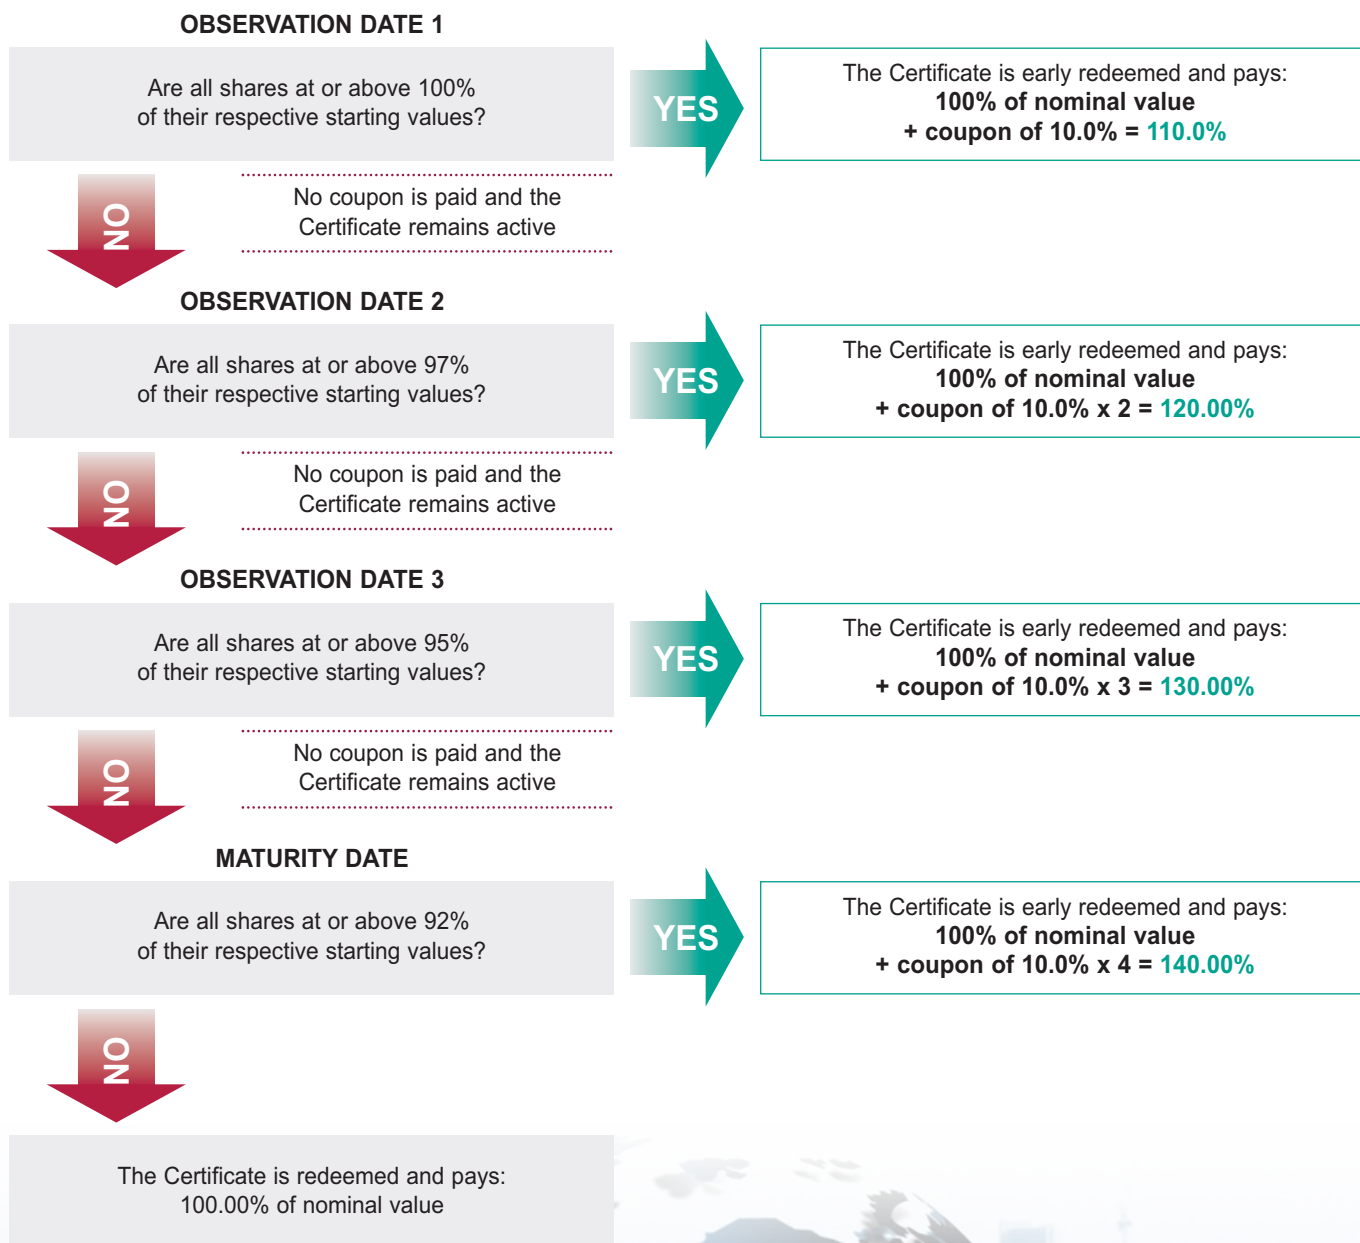 OBSERVATION DATE 1
Are all shares at or above 100%
of their respective starting values?
YES
The Certificate is early redeemed and pays:
100% of nominal value
+ coupon of 10.0% = 110.0%
NO
No coupon is paid and the
Certificate remains active
OBSERVATION DATE 2
Are all shares at or above 97%
of their respective starting values?
YES
The Certificate is early redeemed and pays:
100% of nominal value
+ coupon of 10.0% x 2 = 120.00%
NO
No coupon is paid and the
Certificate remains active
OBSERVATION DATE 3
Are all shares at or above 95%
of their respective starting values?
YES
The Certificate is early redeemed and pays:
100% of nominal value
+ coupon of 10.0% x 3 = 130.00%
NO
No coupon is paid and the
Certificate remains active
MATURITY DATE
Are all shares at or above 92%
of their respective starting values?
YES
The Certificate is early redeemed and pays:
100% of nominal value
+ coupon of 10.0% x 4 = 140.00%
NO
The Certificate is redeemed and pays:
100.00% of nominal value